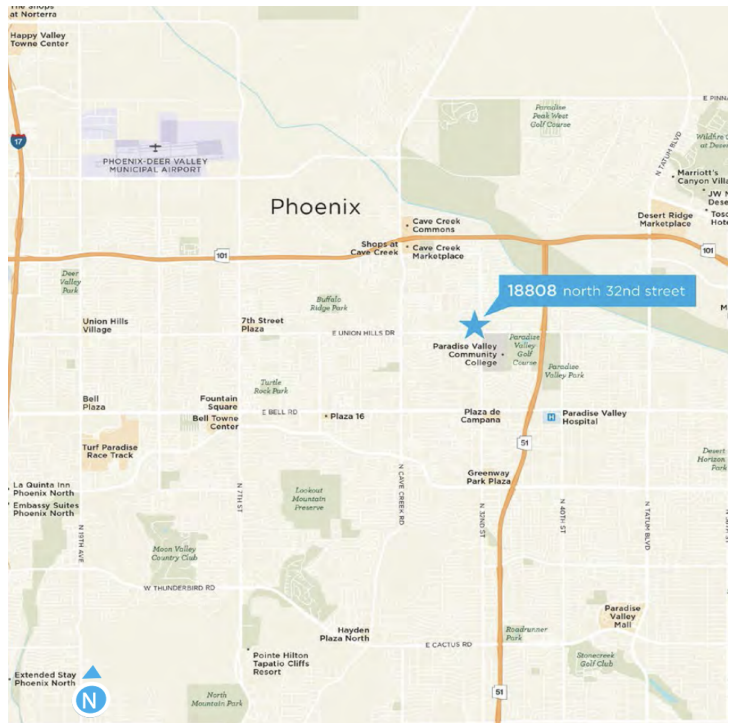 The Shops
at Norterra
Happy Valley
Towne Center
17
PHOENIX-DEER VALLEY
MUNICIPAL AIRPORT
Paradise
Peak West
Golf Course
N TATUM BLVD
Marriott's
Phoenix
Cave Creek
Commons
Desert Ridge
Marketplace
Shops at
Cave Creek
Cave Creek
Marketplace
101
101
Deer
Valley
Park
18808 north 32nd street
Buffalo
Ridge Park
Union Hills
Village
7th Street
Plaza
E UNION HILLS DR
Paradise Valley
Community
College
Paradise
Valley
Golf
Course
Paradise
Valley Park
Turtle
Rock Park
Bell
Plaza
Fountain
Square
E BELL RD
Plaza 16
Plaza de
Campana
H
Paradise Valley
Hospital
Bell Towne
Center
51
Turf Paradise
Race Track
Desert
Horizon
Park
Greenway
Park Plaza
La Quinta Inn
Phoenix North
Embassy Suites
Phoenix North
N 19TH AVE
N 7TH ST
Lookout
Mountain
Preserve
N CAVE CREEK RD
N 32ND ST
N 40TH ST
N TATUM BLVD
Moon Valley
Country Club
W THUNDERBIRD RD
Paradise
Valley
Mall
Hayden
Plaza North
Roadrunner
Park
E CACTUS RD
Pointe Hilton
Tapatio Cliffs
Resort
Stonecreek
Golf Club
Extended Stay
Phoenix North
N
North
Mountain Park
51